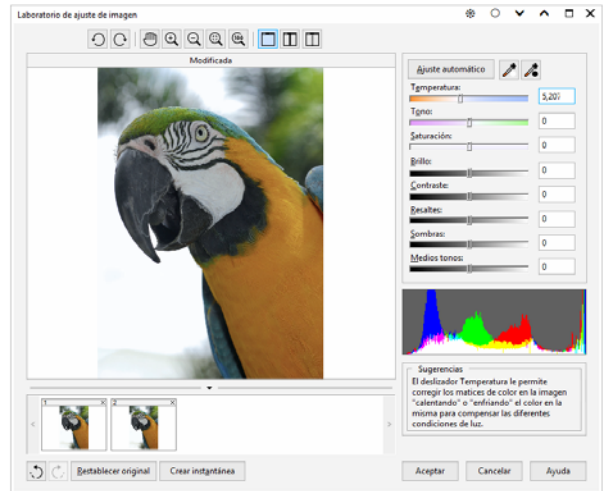 Laboratorio de ajuste de imagen
Modificada
Ajuste automático
Temperatura:
5,203
Tono:
0
Saturación:
0
Brillo:
0
Contraste:
0
Resaltes:
0
Sombras:
0
Medios tonos:
0
Sugerencias
El deslizador Temperatura le permite
corregir los matices de color en la imagen
"calentando" o "enfriando" el color en la
misma para compensar las diferentes
condiciones de luz.
1
2
Restablecer original
Crear instantánea
Aceptar
Cancelar
Ayuda